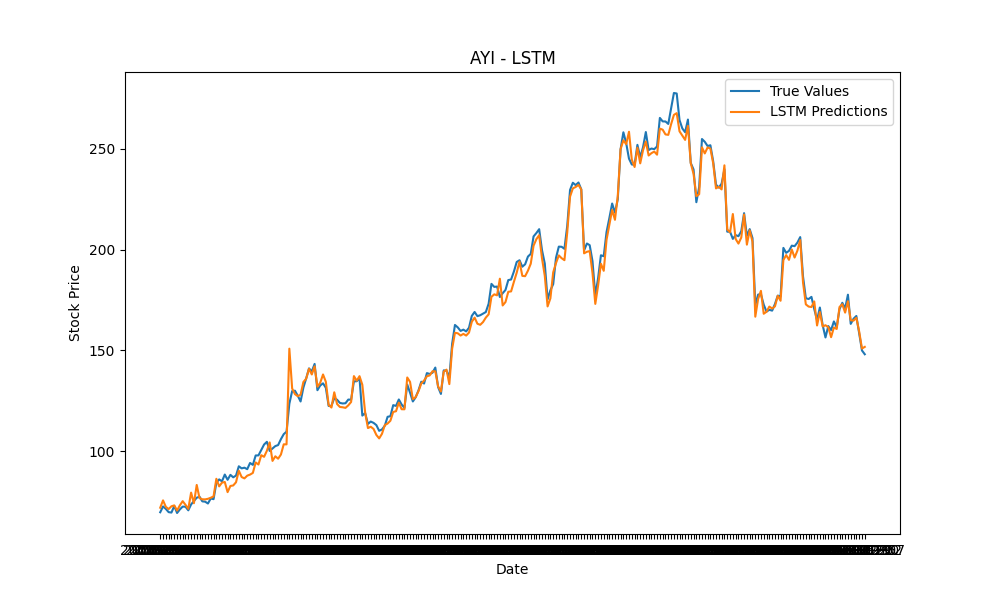 AYI - LSTM
True Values
LSTM Predictions
250
200
150
100
Stock Price
Date